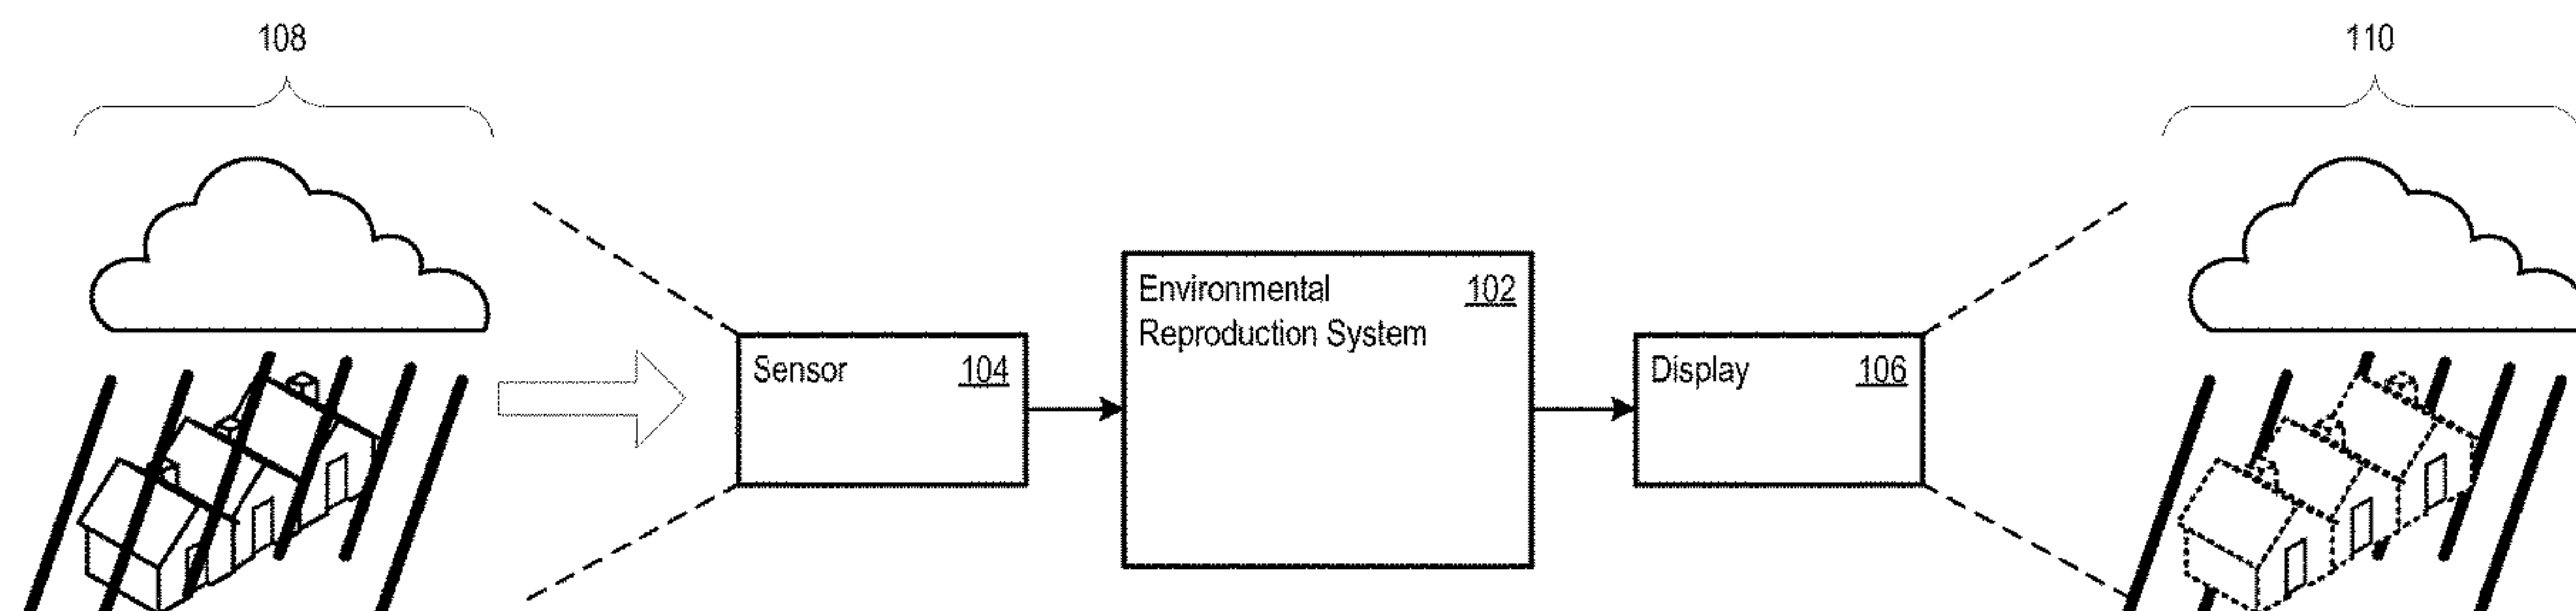 108
110
Environmental 102
Reproduction System
Sensor 104
Display 106